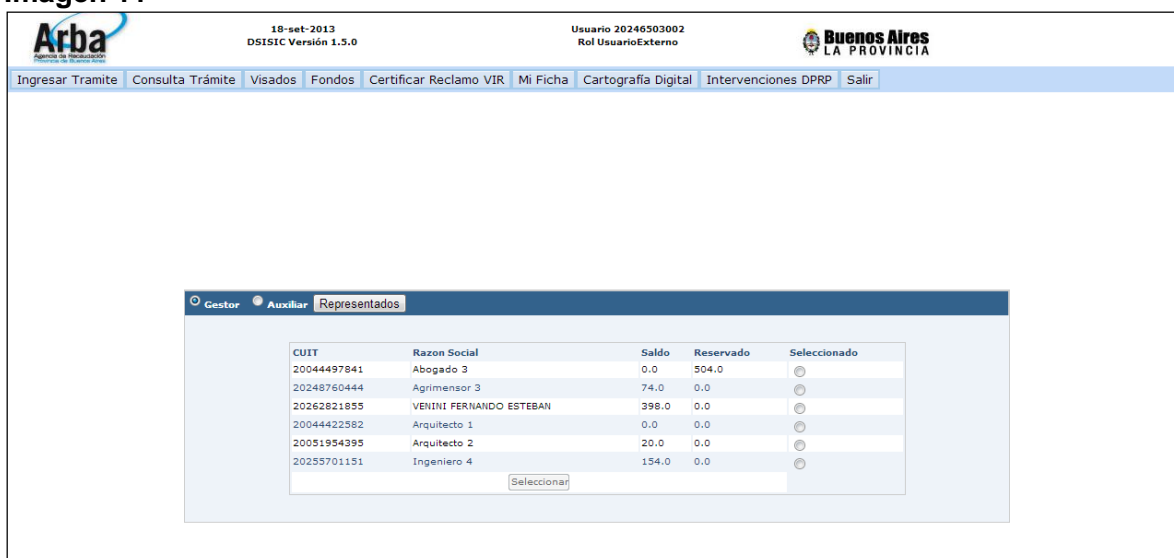 Arba
Agencia de Recaudación
Provincia de Buenos Aires
18-set-2013
DSISIC Versión 1.5.0
Usuario 20246503002
Rol UsuarioExterno
Buenos Aires
LA PROVINCIA
Ingresar Tramite Consulta Trámite Visados Fondos Certificar Reclamo VIR Mi Ficha Cartografía Digital Intervenciones DPRP Salir
Gestor Auxiliar Representados
CUIT Razon Social Saldo Reservado Seleccionado
20044497841 Abogado 3 0.0 504.0
20248760444 Agrimensor 3 74.0 0.0
20262821855 VENINI FERNANDO ESTEBAN 398.0 0.0
20044422582 Arquitecto 1 0.0 0.0
20051954395 Arquitecto 2 20.0 0.0
20255701151 Ingeniero 4 154.0 0.0
Seleccionar